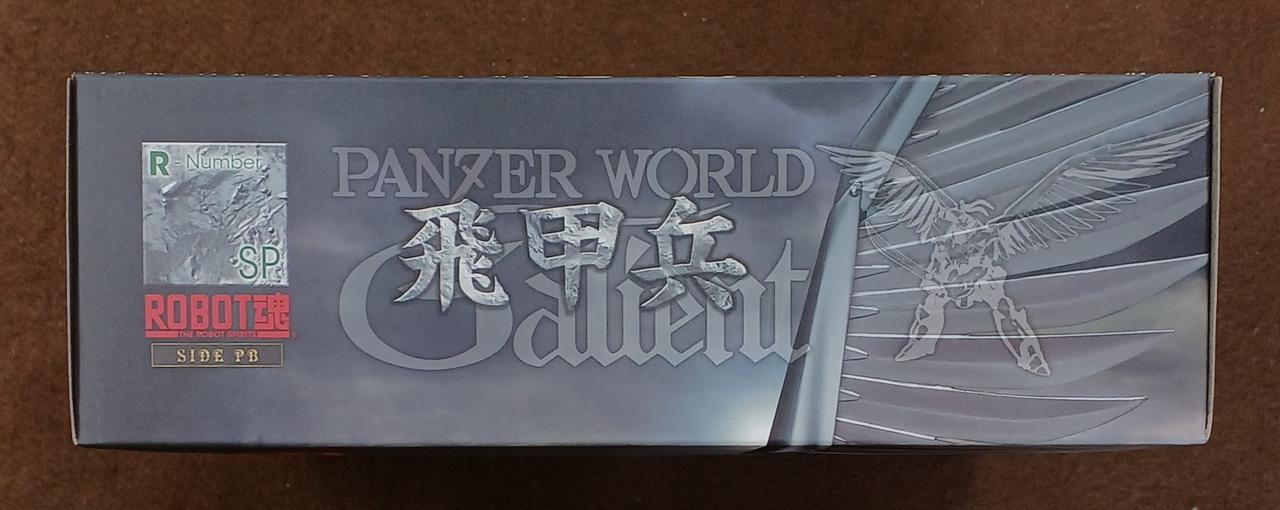 R-Number
SP
ROBOT魂
THE ROBOT SPIRITS
SIDE PB
PANZER WORLD
飛甲兵
Galient